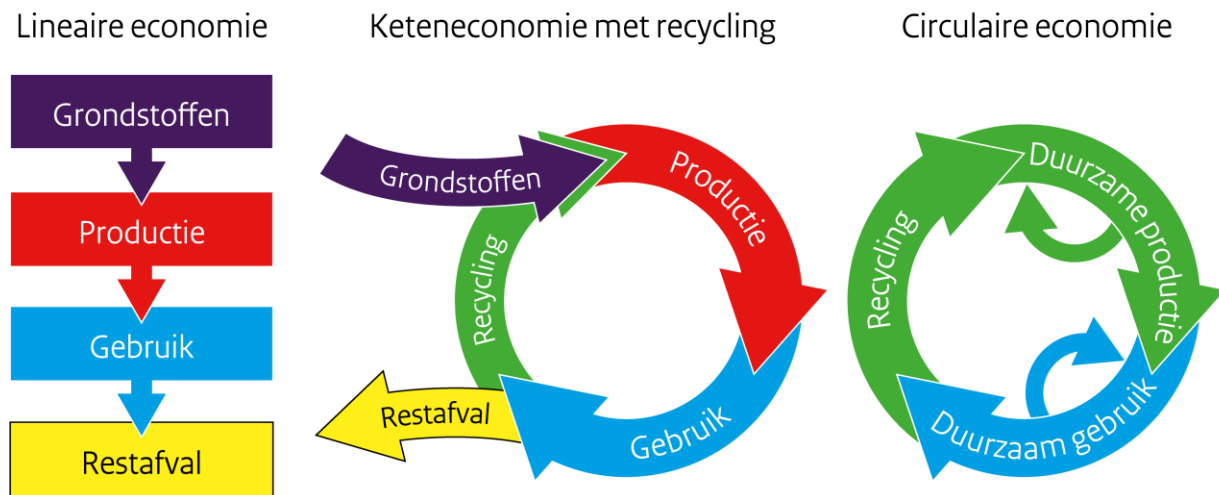 Lineaire economie
Grondstoffen
Productie
Gebruik
Restafval
Keteneconomie met recycling
Grondstoffen
Productie
Gebruik
Recycling
Restafval
Circulaire economie
Duurzame productie
Duurzaam gebruik
Recycling